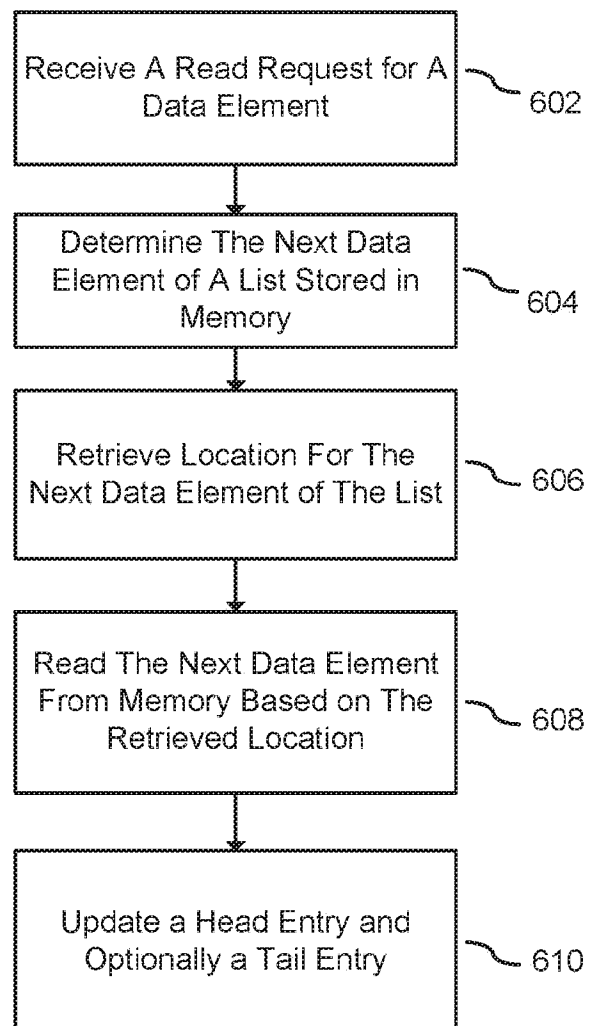 Receive A Read Request for A
Data Element
602
Determine The Next Data
Element of A List Stored in
Memory
604
Retrieve Location For The
Next Data Element of The List
606
Read The Next Data Element
From Memory Based on The
Retrieved Location
608
Update a Head Entry and
Optionally a Tail Entry
610